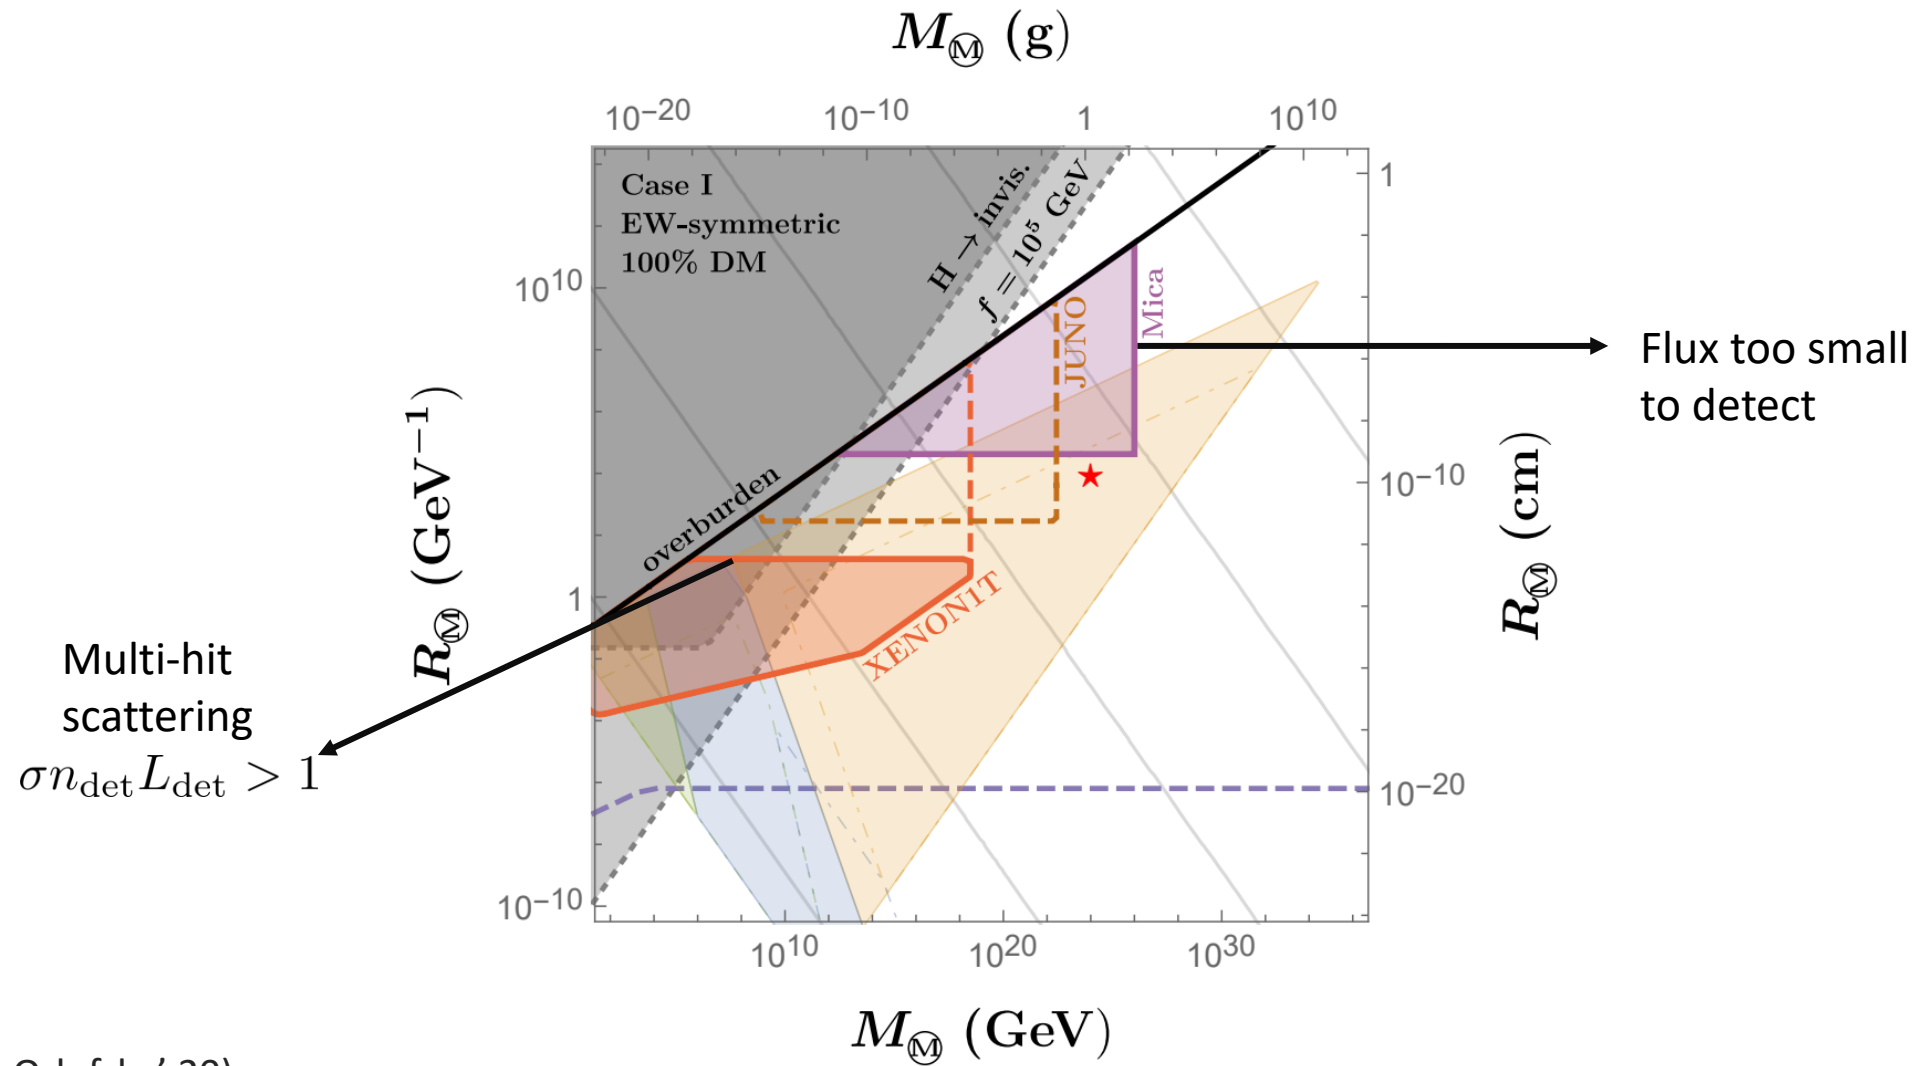 M_Ⓜ (g)
10^−20 10^−10 1 10^10
Case I
EW-symmetric
100% DM
H → invis.
f = 10^5 GeV
Mica
JUNO
overburden
XENON1T
10^10
1
10^−10
R_Ⓜ (GeV^−1)
1
10^−10
10^−20
R_Ⓜ (cm)
Flux too small
to detect
Multi-hit
scattering
σn_det L_det > 1
10^10 10^20 10^30
M_Ⓜ (GeV)